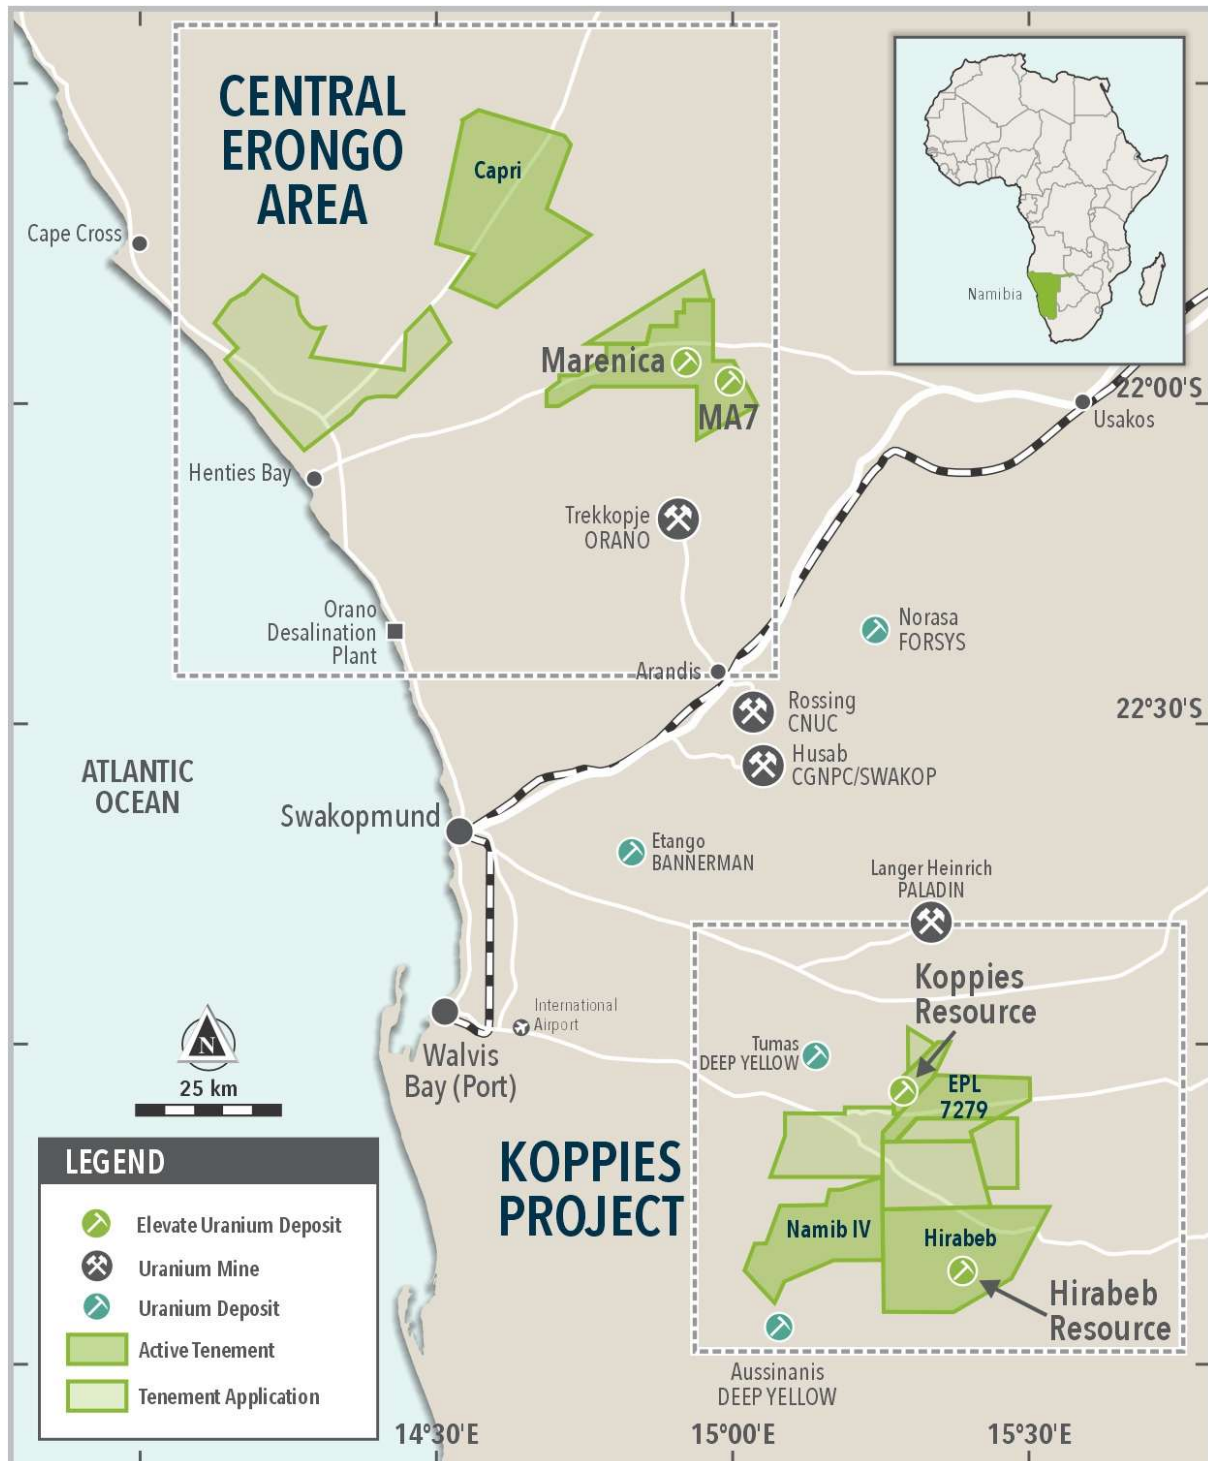 CENTRAL
ERONGO
AREA
Capri
Cape Cross
Namibia
Marenica
MA7
22°00'S
Usakos
Henties Bay
Trekkopje
ORANO
Orano
Desalination
Plant
Norasa
FORSYS
Arandis
Rossing
CNUC
22°30'S
Husab
CGNPC/SWAKOP
ATLANTIC
OCEAN
Swakopmund
Etango
BANNERMAN
Langer Heinrich
PALADIN
Koppies
Resource
International
Airport
N
25 km
Walvis
Bay (Port)
Tumas
DEEP YELLOW
EPL
7279
KOPPIES
PROJECT
Namib IV
Hirabeb
Hirabeb
Resource
LEGEND
Elevate Uranium Deposit
Uranium Mine
Uranium Deposit
Active Tenement
Tenement Application
Aussinanis
DEEP YELLOW
14°30'E
15°00'E
15°30'E